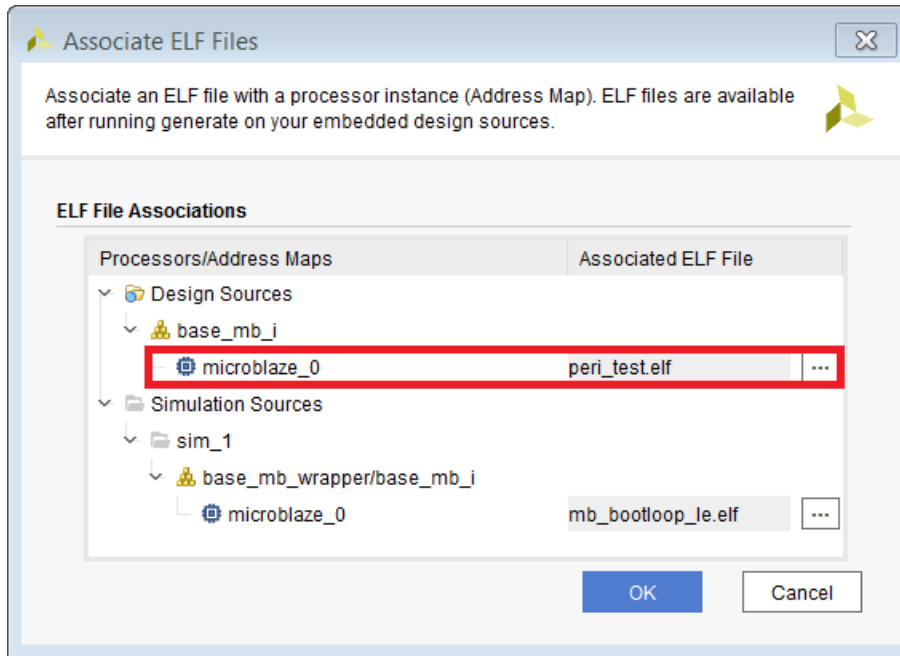 Associate ELF Files
Associate an ELF file with a processor instance (Address Map). ELF files are available
after running generate on your embedded design sources.
ELF File Associations
Processors/Address Maps Associated ELF File
Design Sources
base_mb_i
microblaze_0 peri_test.elf ...
Simulation Sources
sim_1
base_mb_wrapper/base_mb_i
microblaze_0 mb_bootloop_le.elf ...
OK Cancel